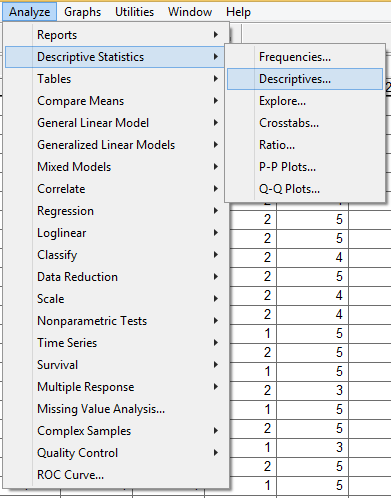 Analyze Graphs Utilities Window Help
Reports
Descriptive Statistics
Tables
Compare Means
General Linear Model
Generalized Linear Models
Mixed Models
Correlate
Regression
Loglinear
Classify
Data Reduction
Scale
Nonparametric Tests
Time Series
Survival
Multiple Response
Missing Value Analysis...
Complex Samples
Quality Control
ROC Curve...
Frequencies...
Descriptives...
Explore...
Crosstabs...
Ratio...
P-P Plots...
Q-Q Plots...
2 5
2 5
2 4
2 5
2 4
2 4
1 5
2 5
1 5
2 3
1 5
2 5
1 3
2 5
1 5